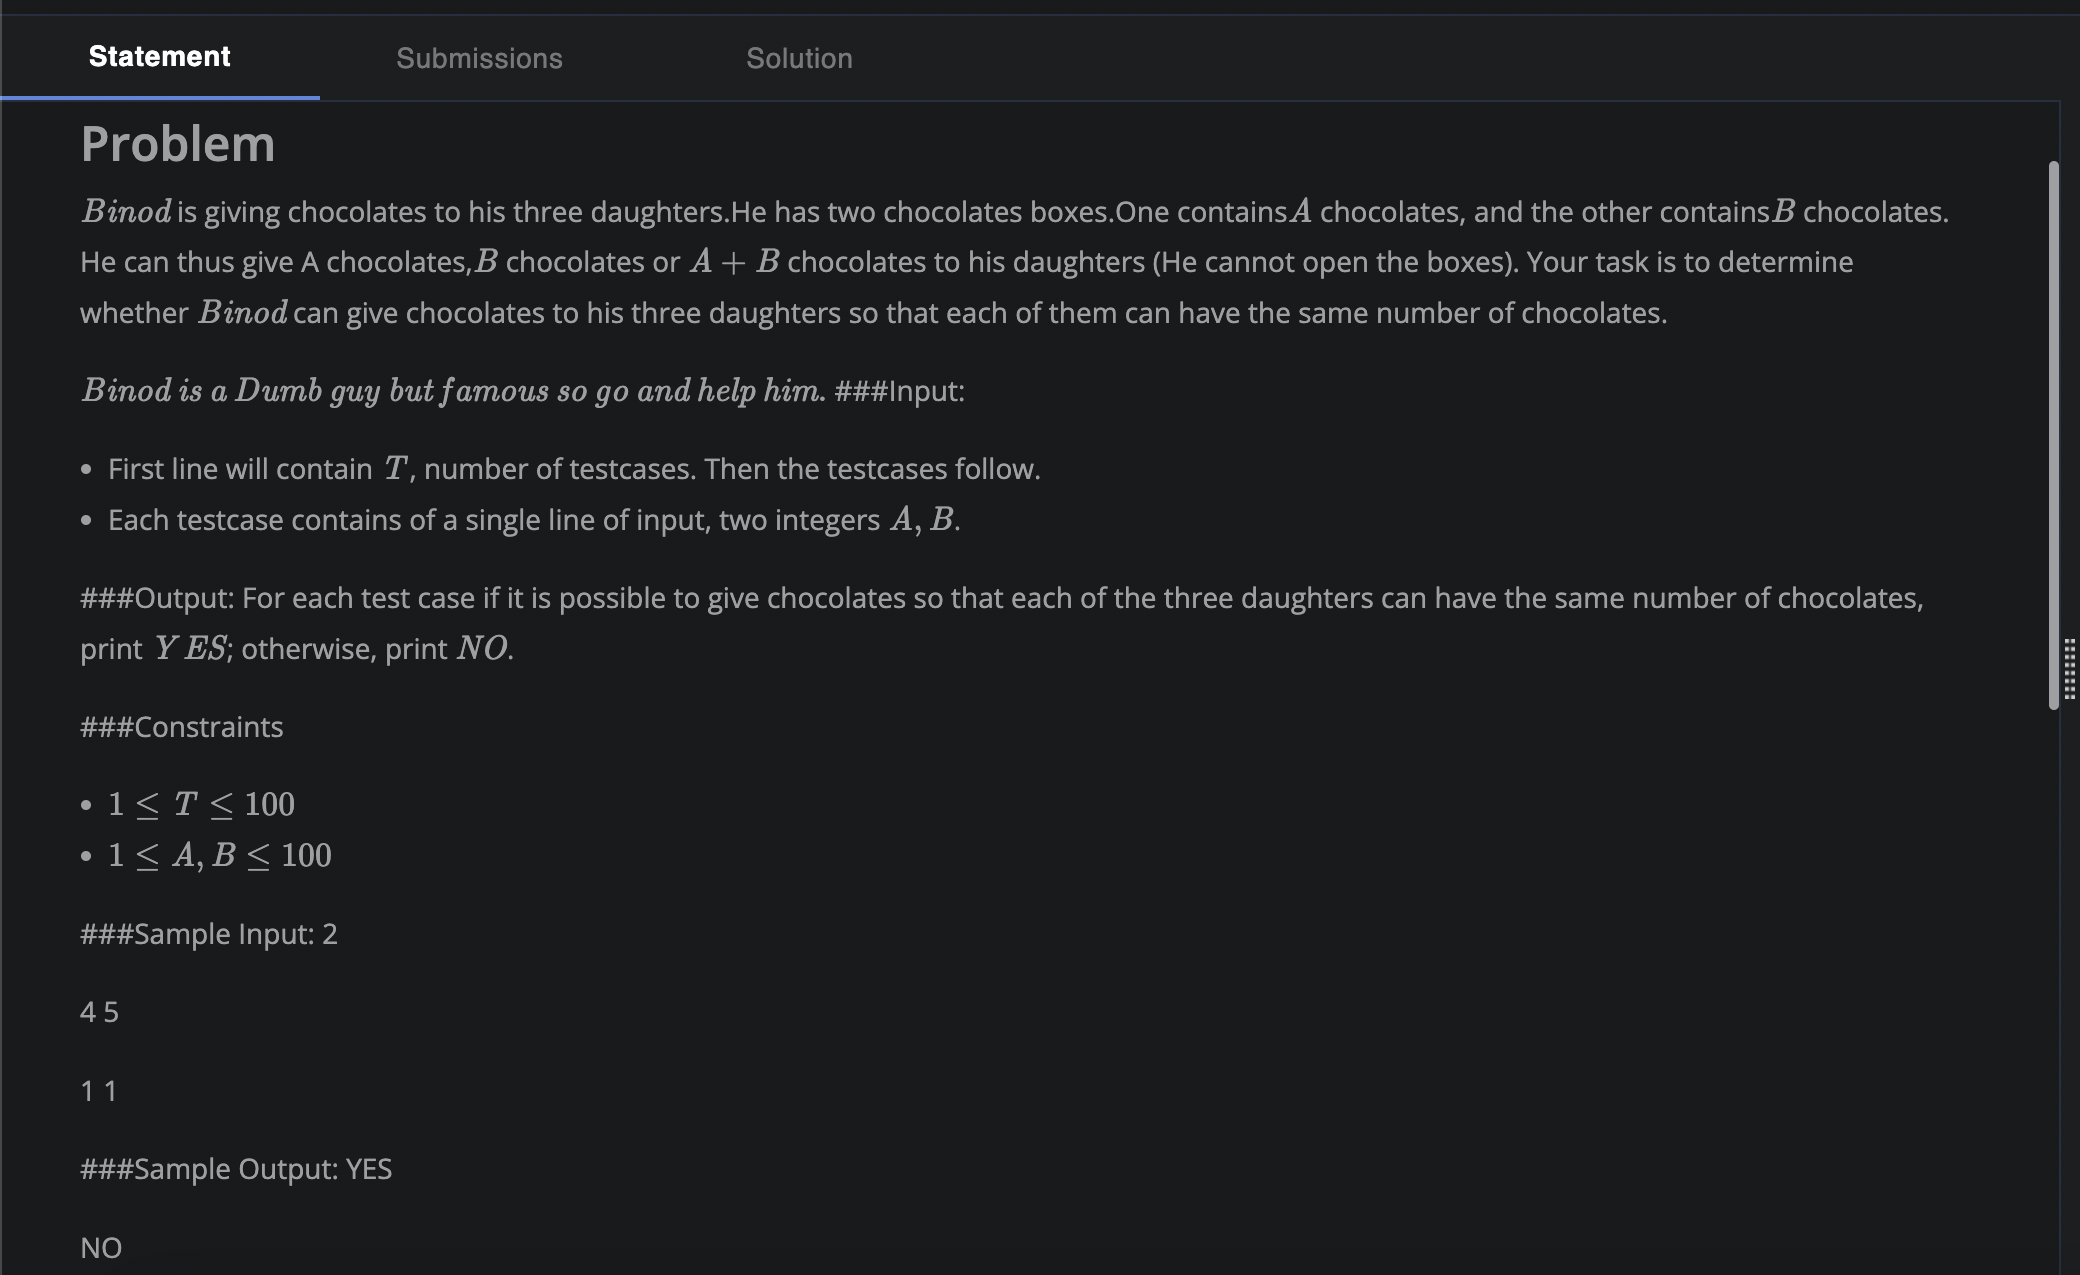 Statement Submissions Solution
Problem
Binod is giving chocolates to his three daughters.He has two chocolates boxes.One contains A chocolates, and the other contains B chocolates.
He can thus give A chocolates, B chocolates or A + B chocolates to his daughters (He cannot open the boxes). Your task is to determine
whether Binod can give chocolates to his three daughters so that each of them can have the same number of chocolates.
Binod is a Dumb guy but famous so go and help him. ###Input:
• First line will contain T, number of testcases. Then the testcases follow.
• Each testcase contains of a single line of input, two integers A, B.
###Output: For each test case if it is possible to give chocolates so that each of the three daughters can have the same number of chocolates,
print YES; otherwise, print NO.
###Constraints
• 1 ≤ T ≤ 100
• 1 ≤ A, B ≤ 100
###Sample Input: 2
4 5
1 1
###Sample Output: YES
NO